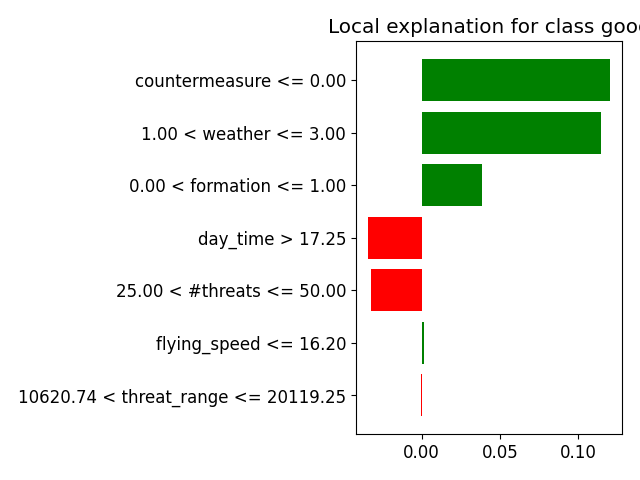 Local explanation for class good
countermeasure <= 0.00
1.00 < weather <= 3.00
0.00 < formation <= 1.00
day_time > 17.25
25.00 < #threats <= 50.00
flying_speed <= 16.20
10620.74 < threat_range <= 20119.25
0.00 0.05 0.10